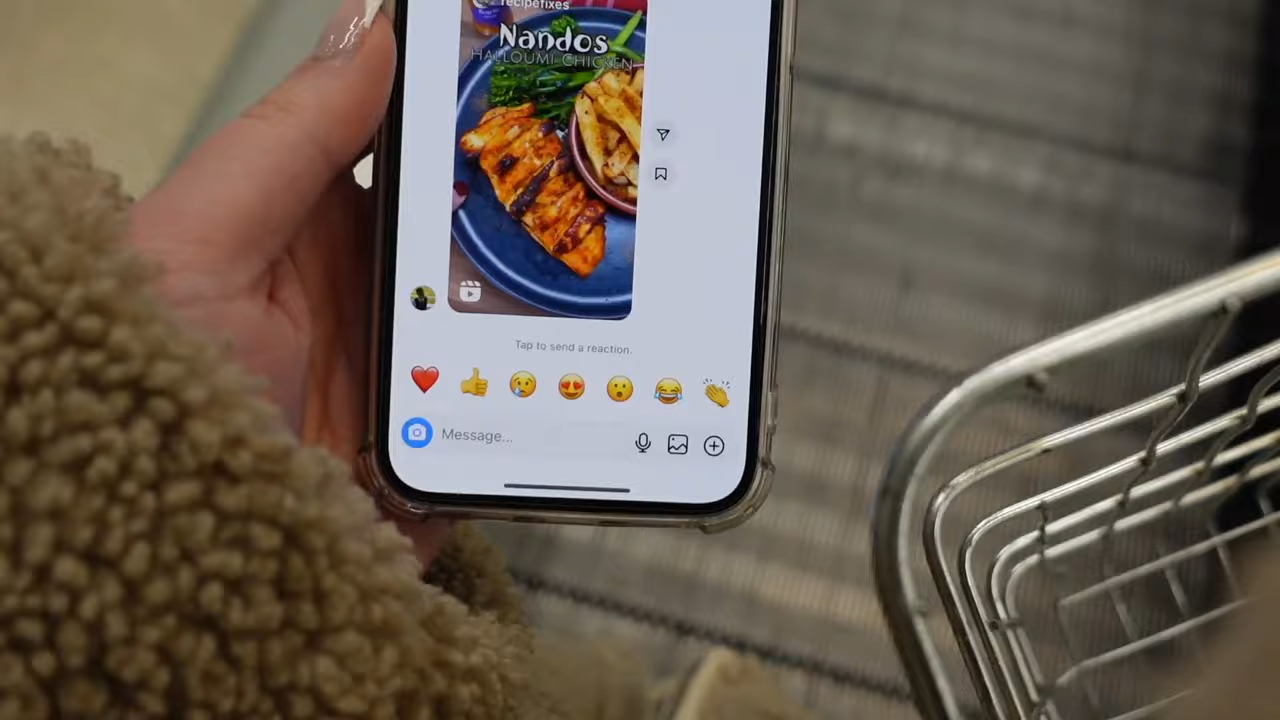 recipefixes
Nandos
HALLOUMI CHICKEN
Tap to send a reaction.
Message...